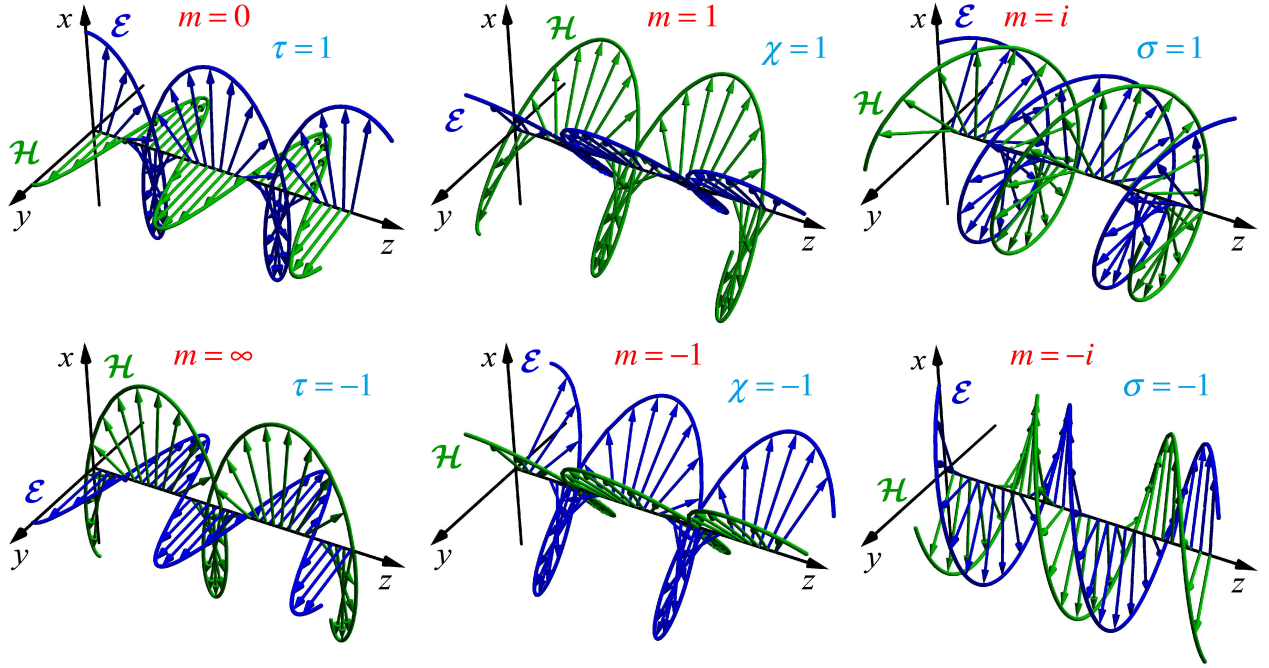 x ℰ m = 0 τ = 1
ℋ y z
x ℋ m = 1 χ = 1
ℰ y z
x ℰ m = i σ = 1
ℋ y z
x ℋ m = ∞ τ = −1
ℰ y z
x ℰ m = −1 χ = −1
ℋ y z
x ℰ m = −i σ = −1
ℋ y z